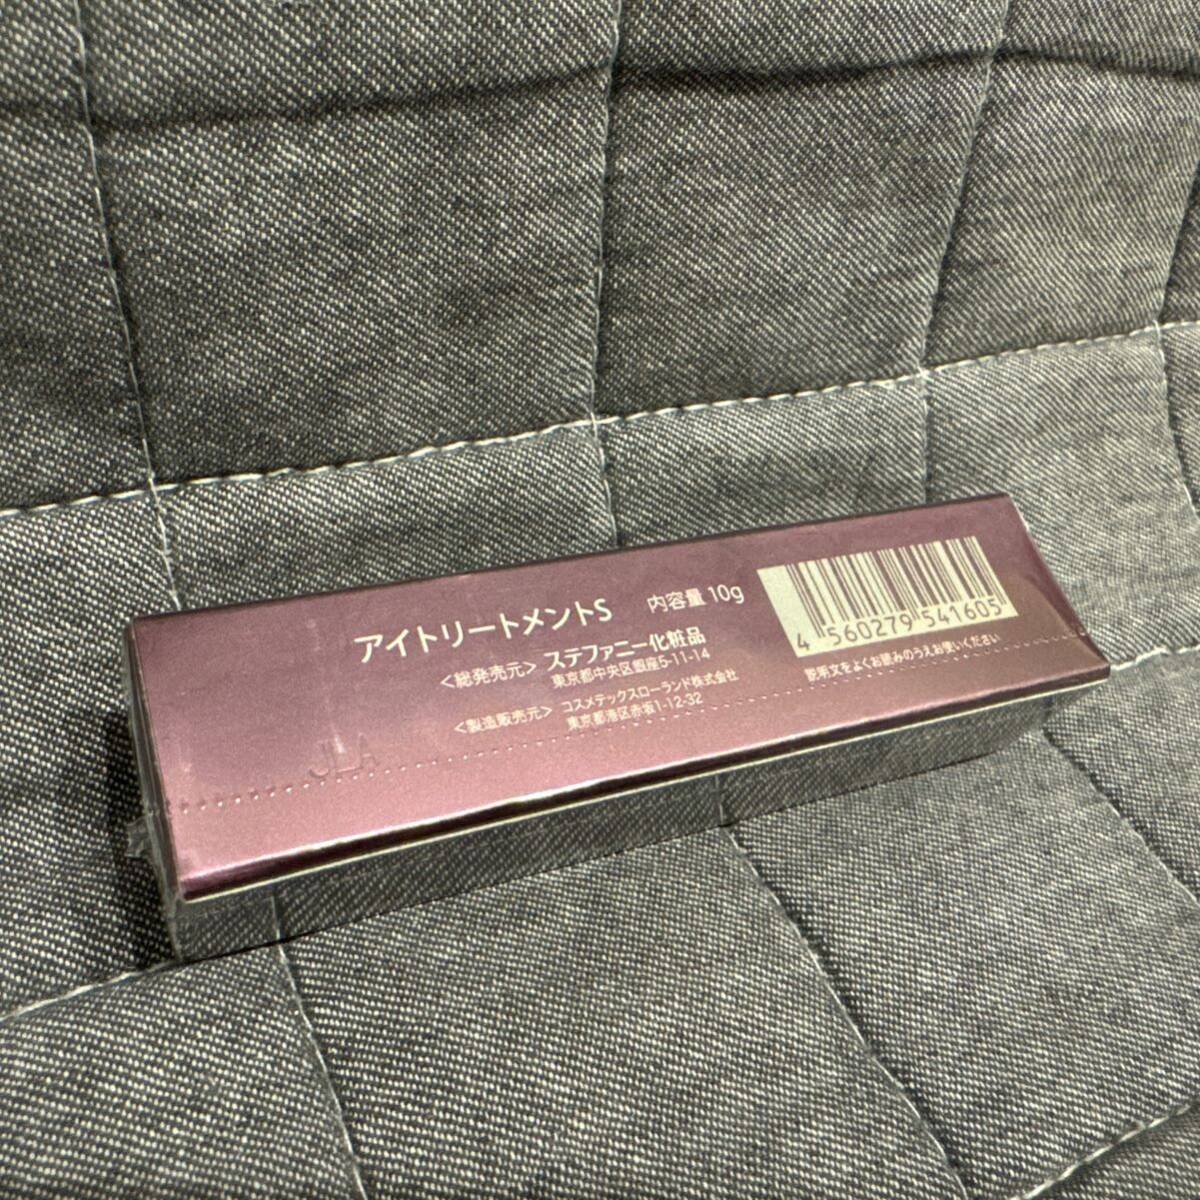 アイトリートメントS
内容量 10g
<総発売元> ステファニー化粧品
東京都中央区銀座5-11-14
<製造販売元> コスメテックスローランド株式会社
東京都港区赤坂1-12-32
4 560279 541605
説明文をよくお読みのうえお使いください
JLA